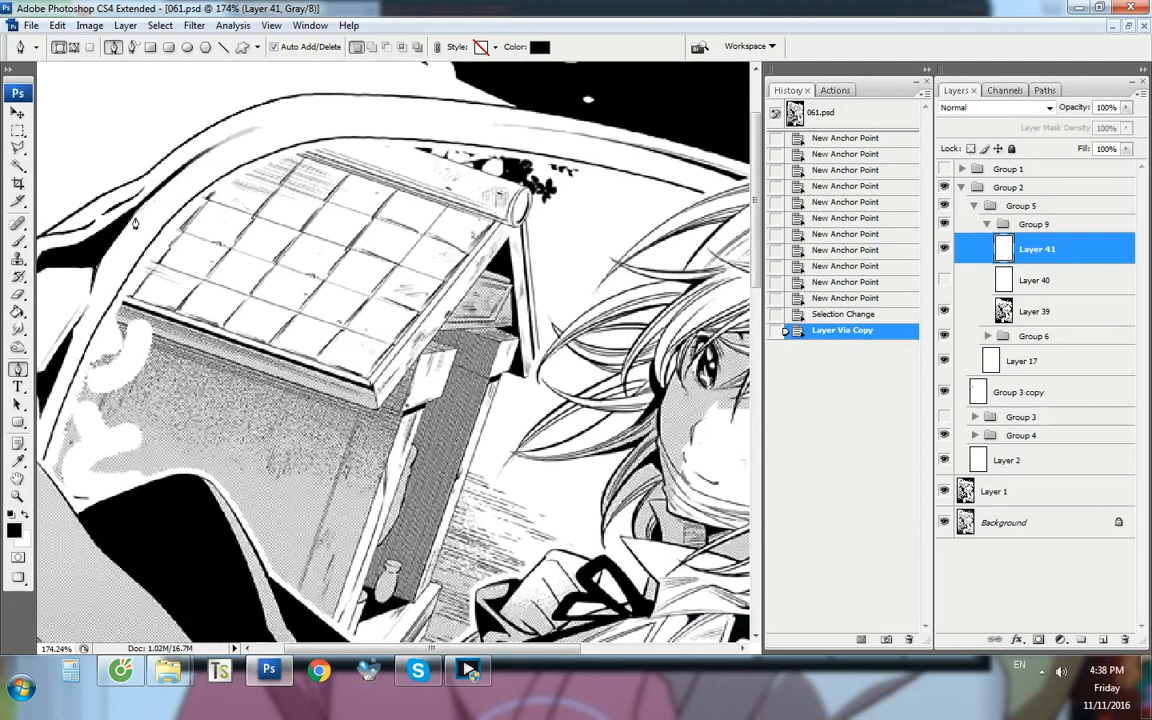 Adobe Photoshop CS4 Extended - [061.psd @ 174% (Layer 41, Gray/8)]
File Edit Image Layer Select Filter Analysis View Window Help
Auto Add/Delete Style: Color: Workspace
History Actions
061.psd
New Anchor Point
New Anchor Point
New Anchor Point
New Anchor Point
New Anchor Point
New Anchor Point
New Anchor Point
New Anchor Point
New Anchor Point
New Anchor Point
New Anchor Point
Selection Change
Layer Via Copy
Layers Channels Paths
Normal Opacity: 100%
Layer Mask Density: 100%
Lock: Fill: 100%
Group 1
Group 2
Group 5
Group 9
Layer 41
Layer 40
Layer 39
Group 6
Layer 17
Group 3 copy
Group 3
Group 4
Layer 2
Layer 1
Background
174.24% Doc: 1.02M/16.7M
EN
4:38 PM
Friday
11/11/2016